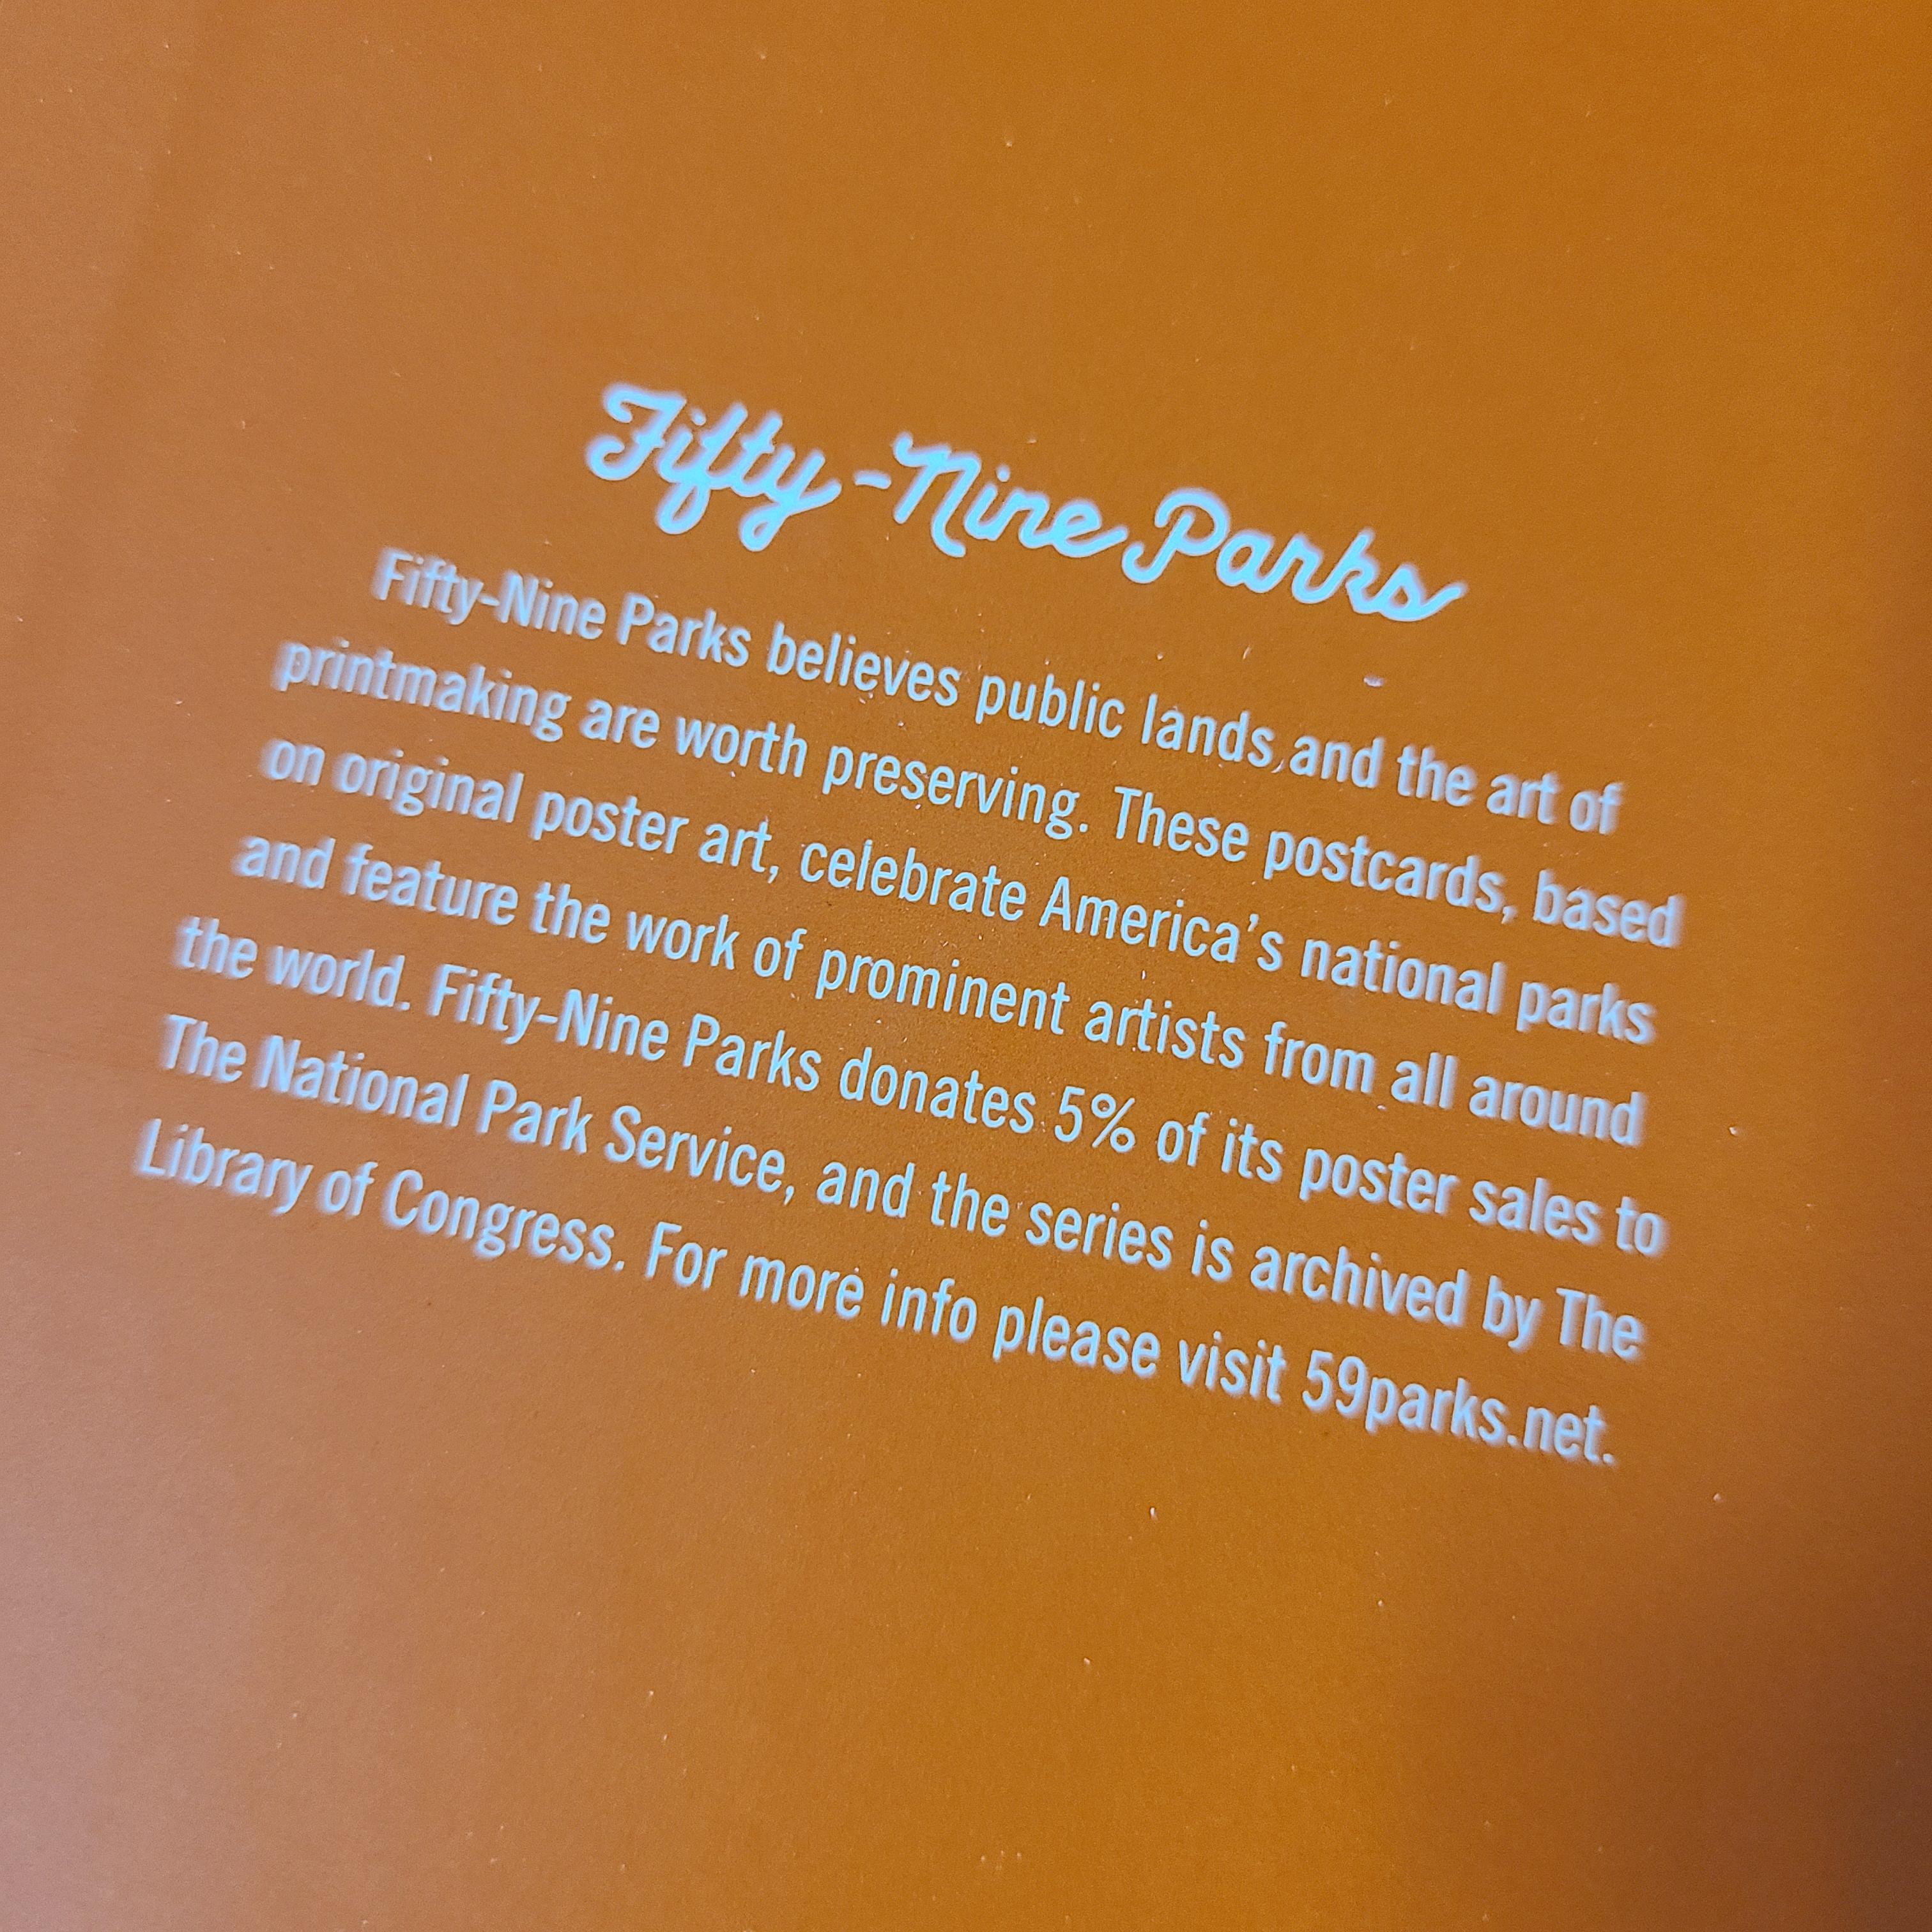 Fifty-Nine Parks
Fifty-Nine Parks believes public lands and the art of
printmaking are worth preserving. These postcards, based
on original poster art, celebrate America’s national parks
and feature the work of prominent artists from all around
the world. Fifty-Nine Parks donates 5% of its poster sales to
The National Park Service, and the series is archived by The
Library of Congress. For more info please visit 59parks.net.